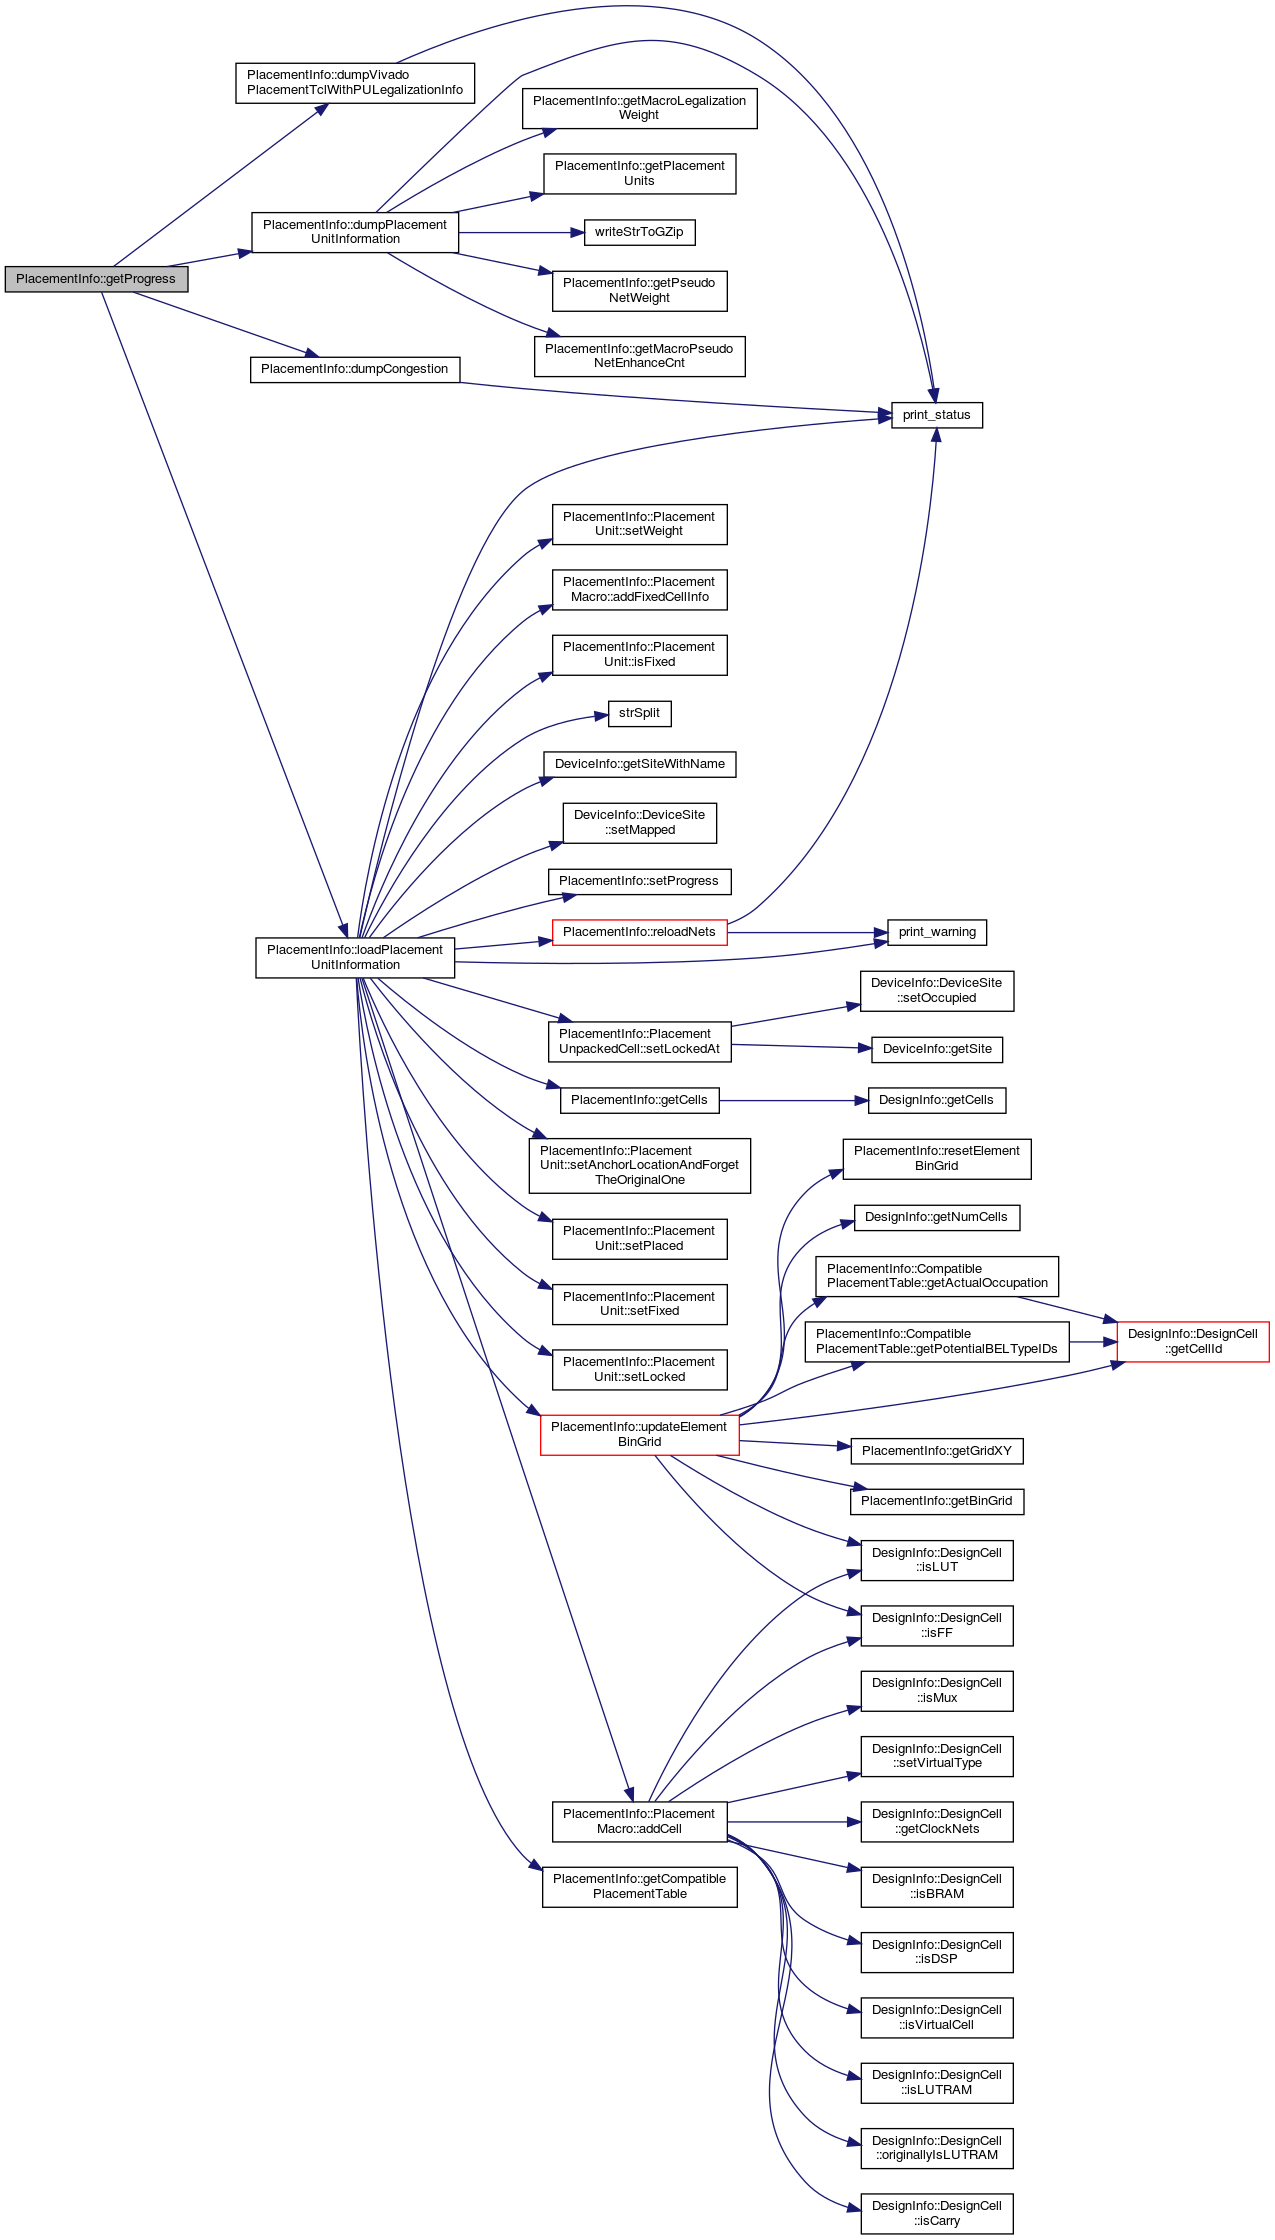 PlacementInfo::getProgress
PlacementInfo::dumpVivado
PlacementTclWithPULegalizationInfo
PlacementInfo::dumpPlacement
UnitInformation
PlacementInfo::dumpCongestion
PlacementInfo::loadPlacement
UnitInformation
PlacementInfo::getMacroLegalization
Weight
PlacementInfo::getPlacement
Units
writeStrToGZip
PlacementInfo::getPseudo
NetWeight
PlacementInfo::getMacroPseudo
NetEnhanceCnt
print_status
PlacementInfo::Placement
Unit::setWeight
PlacementInfo::Placement
Macro::addFixedCellInfo
PlacementInfo::Placement
Unit::isFixed
strSplit
DeviceInfo::getSiteWithName
DeviceInfo::DeviceSite
::setMapped
PlacementInfo::setProgress
PlacementInfo::reloadNets
print_warning
PlacementInfo::Placement
UnpackedCell::setLockedAt
DeviceInfo::DeviceSite
::setOccupied
DeviceInfo::getSite
PlacementInfo::getCells
DesignInfo::getCells
PlacementInfo::Placement
Unit::setAnchorLocationAndForget
TheOriginalOne
PlacementInfo::Placement
Unit::setPlaced
PlacementInfo::Placement
Unit::setFixed
PlacementInfo::Placement
Unit::setLocked
PlacementInfo::updateElement
BinGrid
PlacementInfo::resetElement
BinGrid
DesignInfo::getNumCells
PlacementInfo::Compatible
PlacementTable::getActualOccupation
PlacementInfo::Compatible
PlacementTable::getPotentialBELTypeIDs
DesignInfo::DesignCell
::getCellId
PlacementInfo::getGridXY
PlacementInfo::getBinGrid
DesignInfo::DesignCell
::isLUT
DesignInfo::DesignCell
::isFF
DesignInfo::DesignCell
::isMux
DesignInfo::DesignCell
::setVirtualType
PlacementInfo::Placement
Macro::addCell
DesignInfo::DesignCell
::getClockNets
PlacementInfo::getCompatible
PlacementTable
DesignInfo::DesignCell
::isBRAM
DesignInfo::DesignCell
::isDSP
DesignInfo::DesignCell
::isVirtualCell
DesignInfo::DesignCell
::isLUTRAM
DesignInfo::DesignCell
::originallyIsLUTRAM
DesignInfo::DesignCell
::isCarry